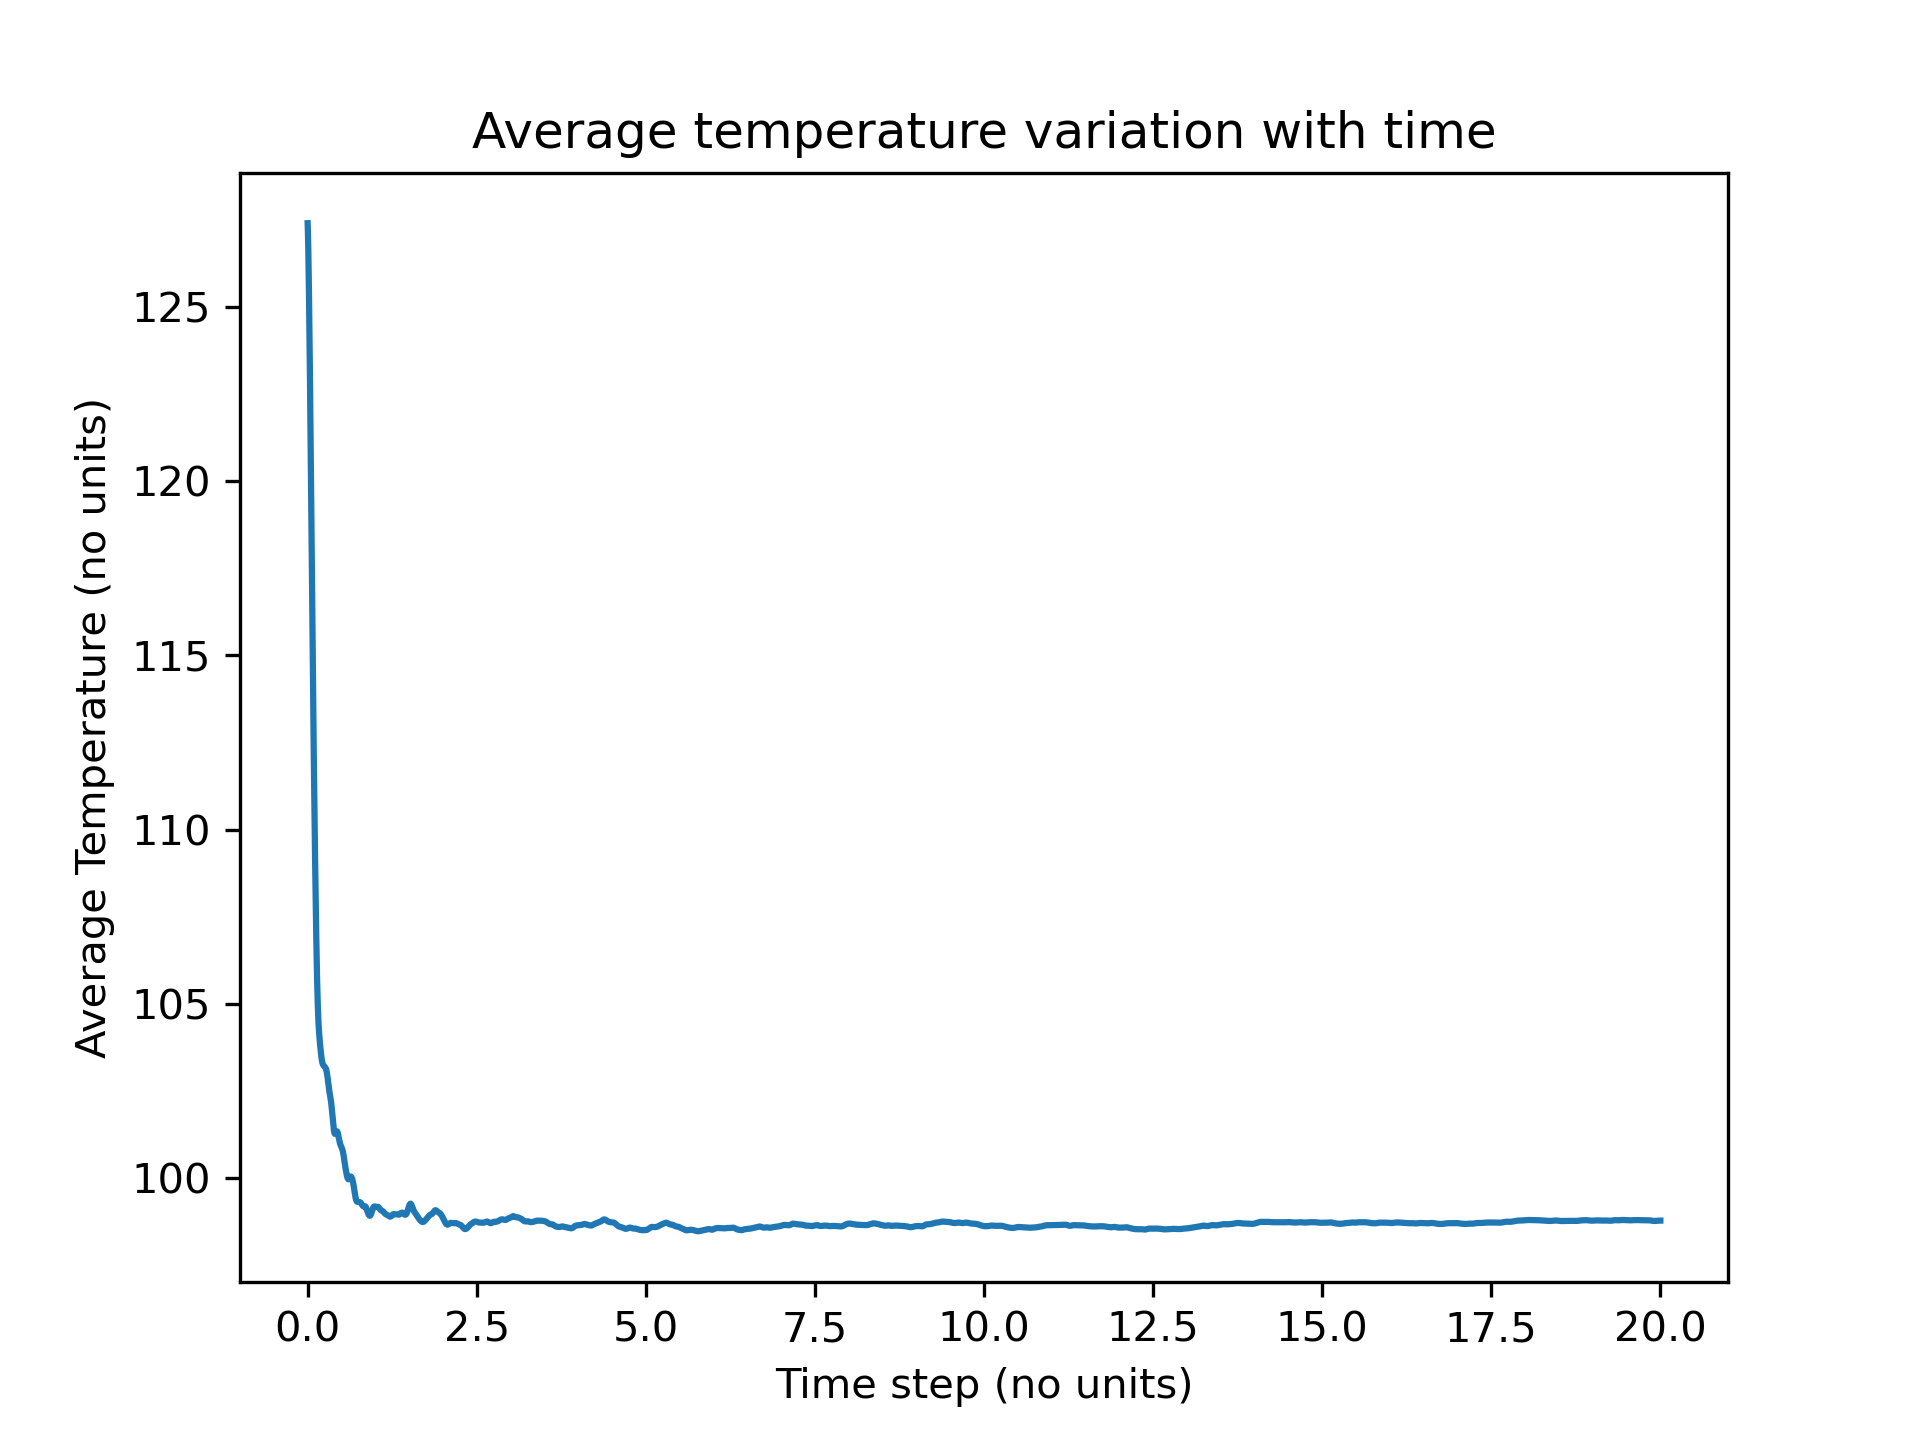 Average temperature variation with time
Average Temperature (no units)
125
120
115
110
105
100
0.0 2.5 5.0 7.5 10.0 12.5 15.0 17.5 20.0
Time step (no units)